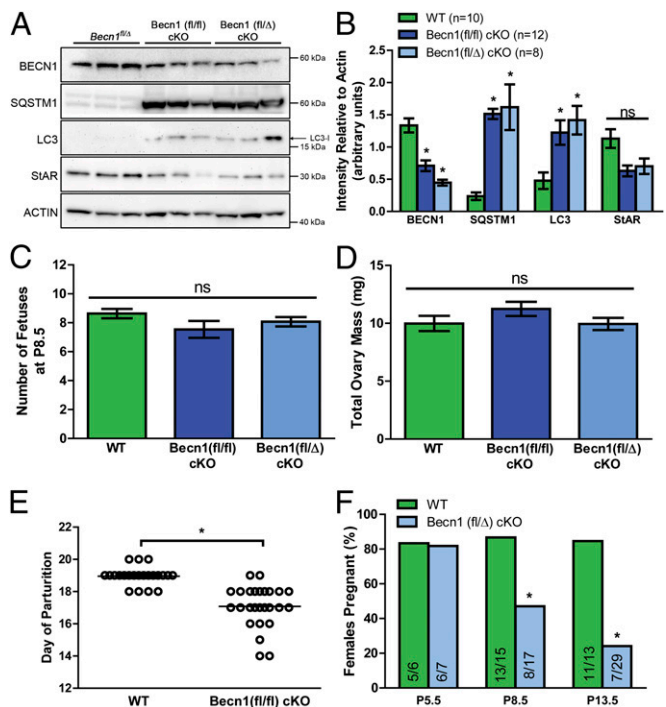 A
Becn1fl/Δ
Becn1 (fl/fl) cKO
Becn1 (fl/Δ) cKO
BECN1
60 kDa
SQSTM1
60 kDa
LC3
LC3-I
15 kDa
StAR
30 kDa
ACTIN
40 kDa
B
WT (n=10)
Becn1(fl/fl) cKO (n=12)
Becn1(fl/Δ) cKO (n=8)
Intensity Relative to Actin
(arbitrary units)
2.0
1.5
1.0
0.5
0.0
* * * * * * ns
BECN1 SQSTM1 LC3 StAR
C
Number of Fetuses
at P8.5
10
8
6
4
2
0
ns
WT Becn1(fl/fl) cKO Becn1(fl/Δ) cKO
D
Total Ovary Mass (mg)
15
10
5
0
ns
WT Becn1(fl/fl) cKO Becn1(fl/Δ) cKO
E
Day of Parturition
22
20
18
16
14
12
*
WT Becn1(fl/fl) cKO
F
WT
Becn1 (fl/Δ) cKO
Females Pregnant (%)
100
80
60
40
20
0
* *
5/6 6/7 13/15 8/17 11/13 7/29
P5.5 P8.5 P13.5